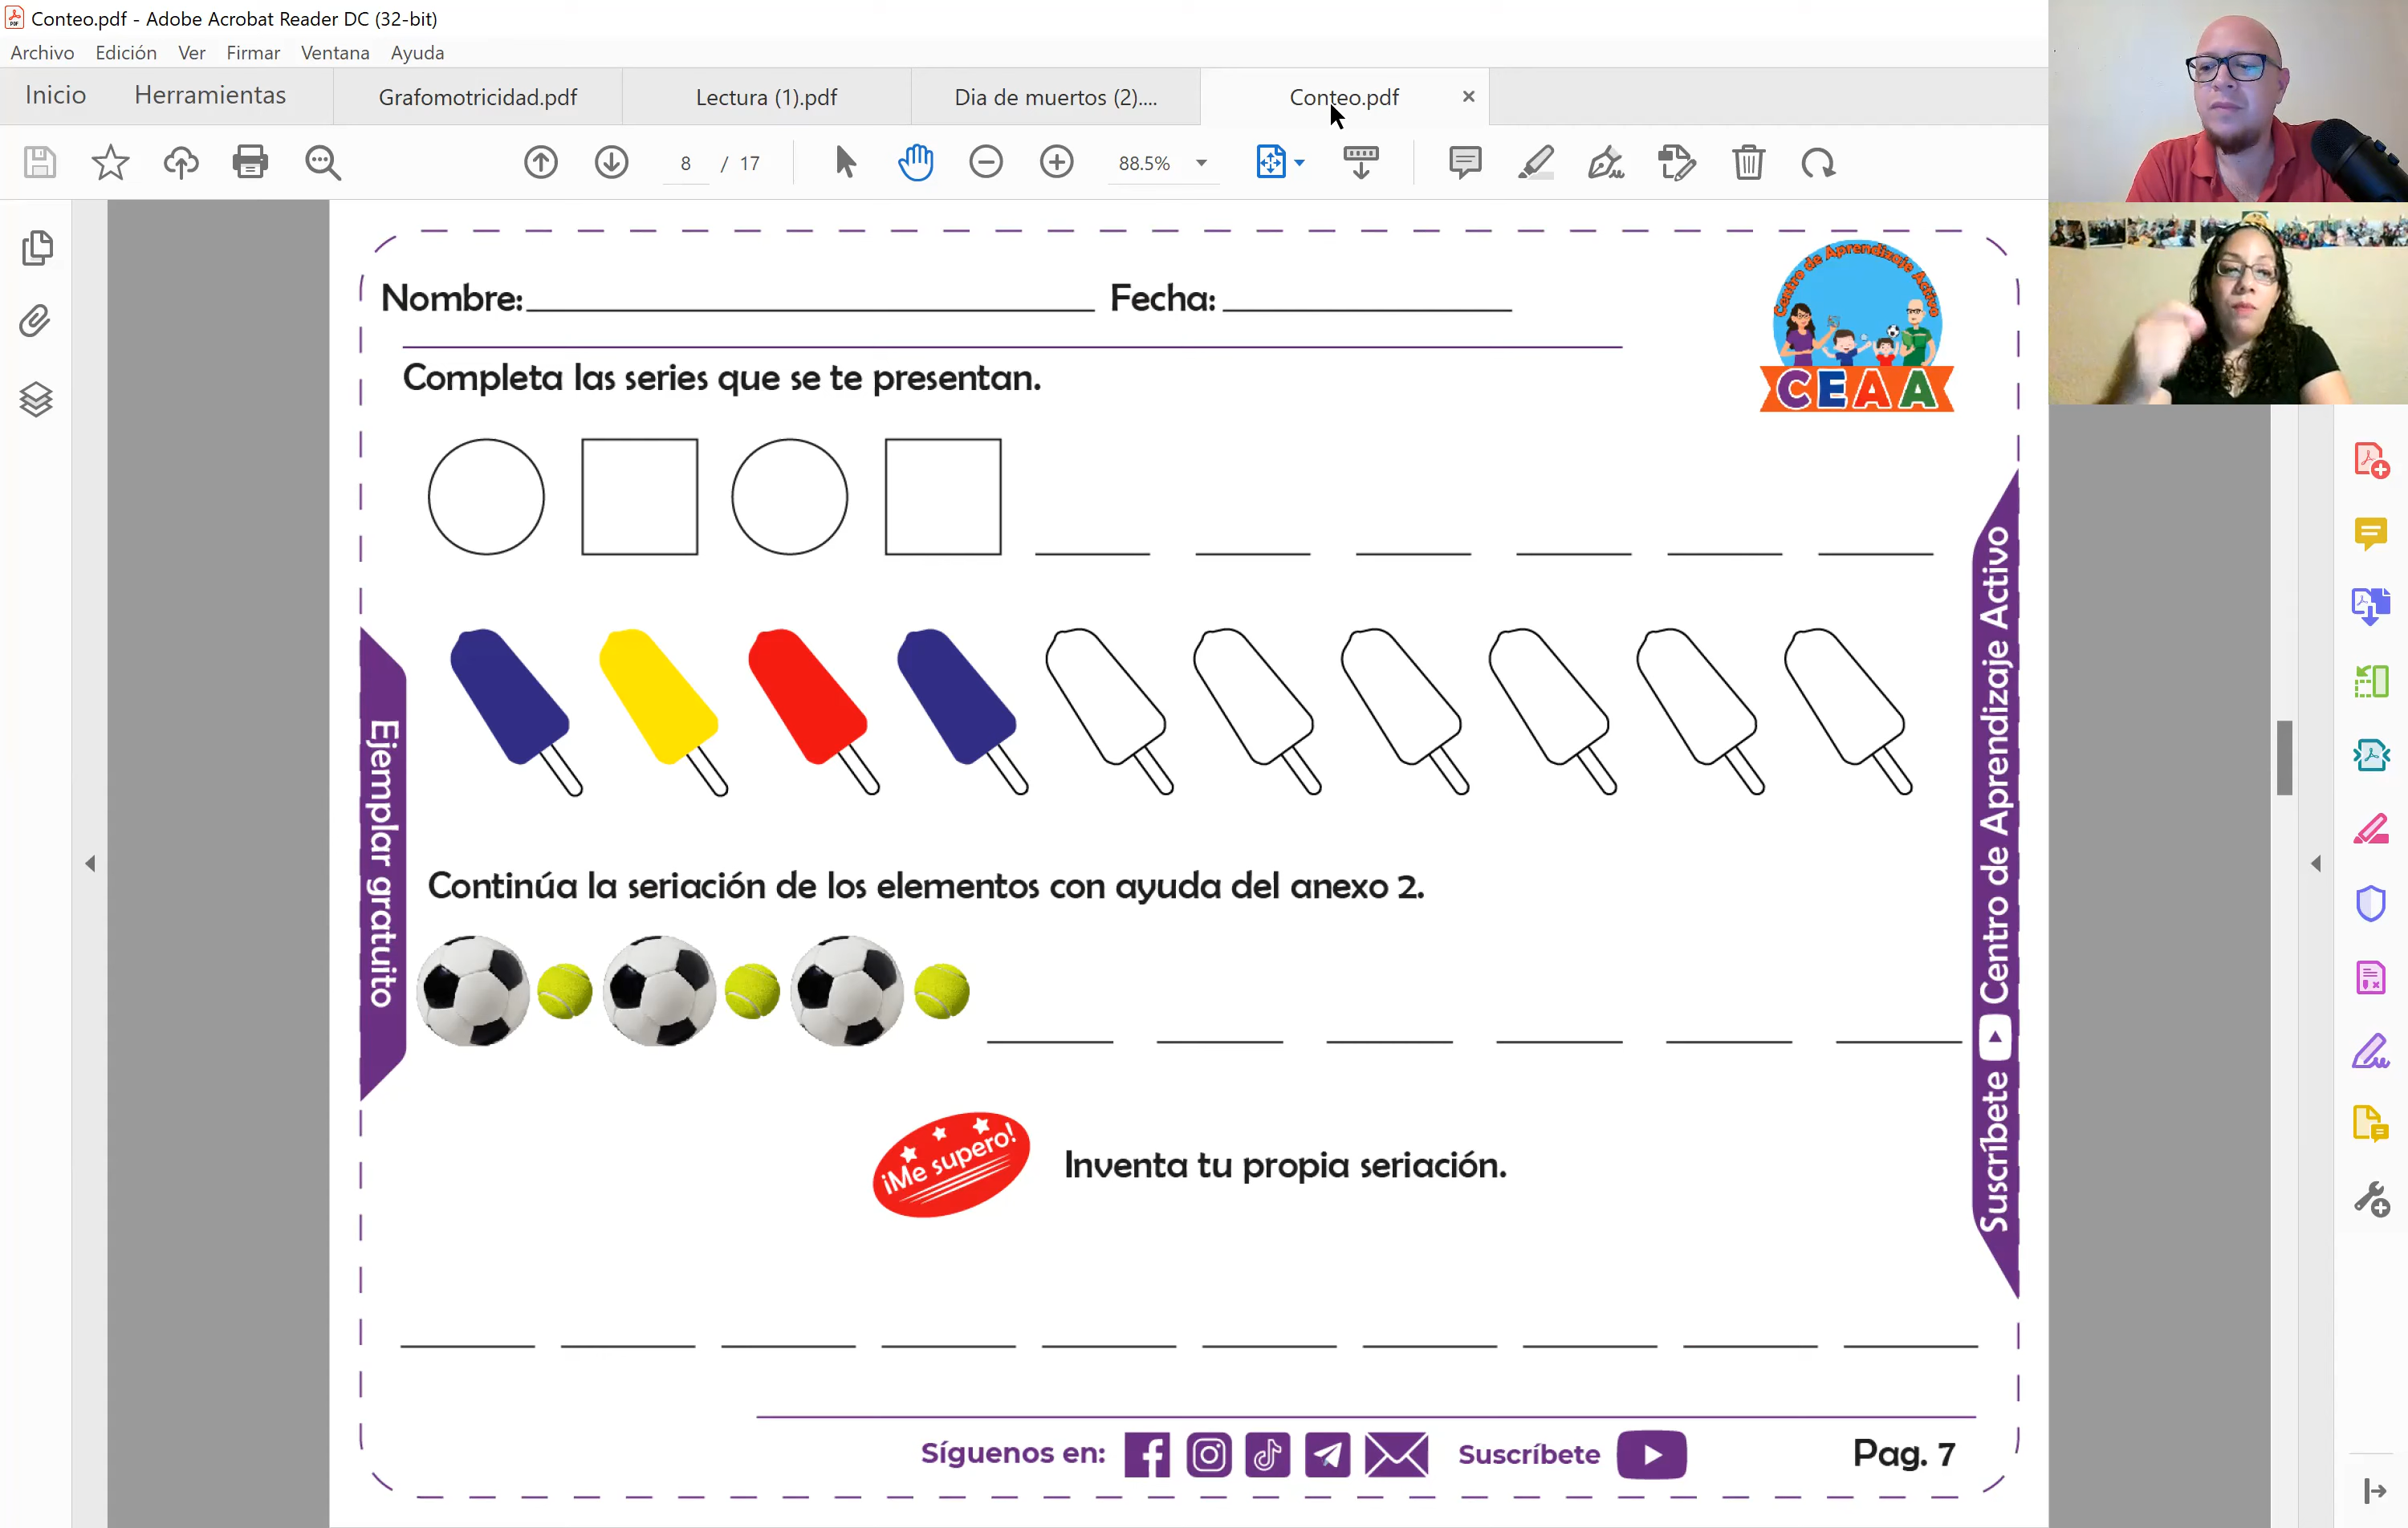 Conteo.pdf - Adobe Acrobat Reader DC (32-bit)
Archivo Edición Ver Firmar Ventana Ayuda
Inicio Herramientas Grafomotricidad.pdf Lectura (1).pdf Dia de muertos (2).... Conteo.pdf
8 / 17 88.5%
Nombre: Fecha:
Centro de Aprendizaje Activo
CEAA
Completa las series que se te presentan.
Ejemplar gratuito
Suscríbete Centro de Aprendizaje Activo
Continúa la seriación de los elementos con ayuda del anexo 2.
¡Me supero!
Inventa tu propia seriación.
Síguenos en: Suscríbete Pag. 7